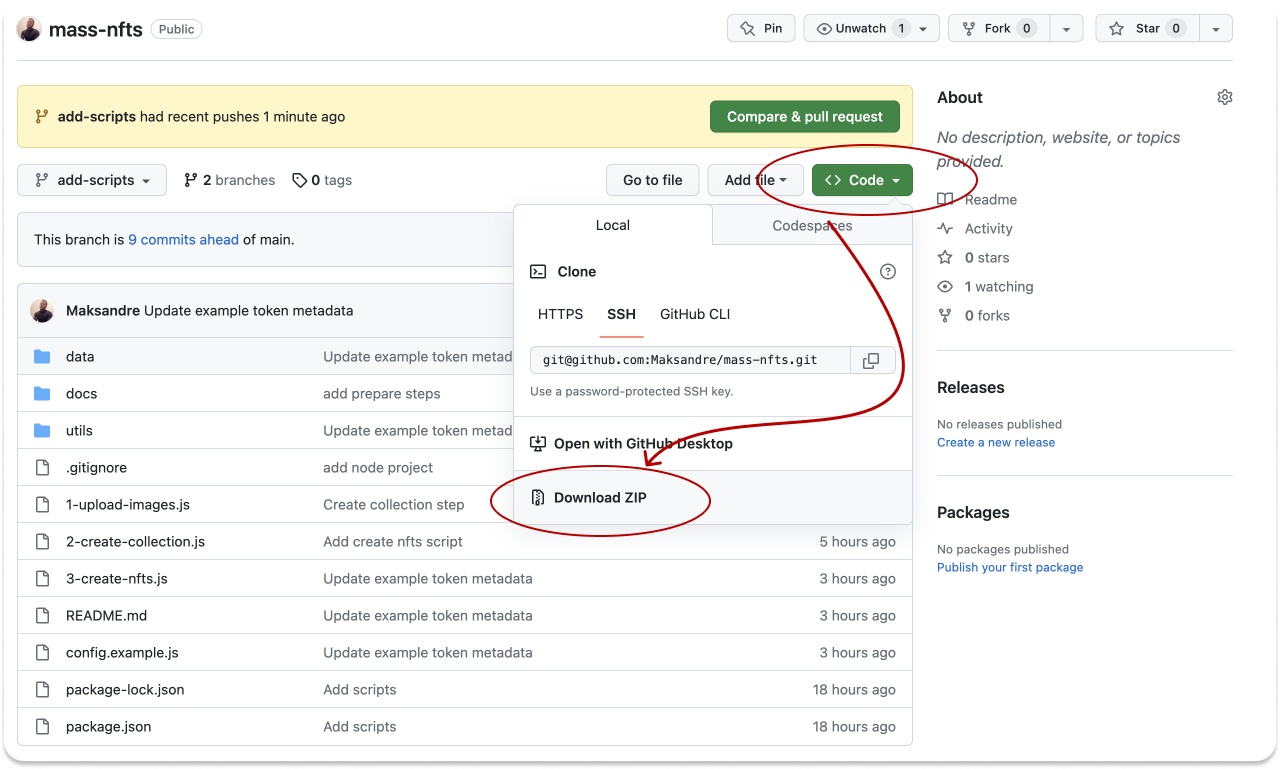 mass-nfts Public Pin Unwatch 1 Fork 0 Star 0
add-scripts had recent pushes 1 minute ago Compare & pull request
add-scripts 2 branches 0 tags Go to file Add file Code
This branch is 9 commits ahead of main.
Local Codespaces
Clone
HTTPS SSH GitHub CLI
git@github.com:Maksandre/mass-nfts.git
Use a password-protected SSH key.
Open with GitHub Desktop
Download ZIP
Maksandre Update example token metadata
data Update example token metad
docs add prepare steps
utils Update example token metad
.gitignore add node project
1-upload-images.js Create collection step
2-create-collection.js Add create nfts script 5 hours ago
3-create-nfts.js Update example token metadata 3 hours ago
README.md Update example token metadata 3 hours ago
config.example.js Update example token metadata 3 hours ago
package-lock.json Add scripts 18 hours ago
package.json Add scripts 18 hours ago
About
No description, website, or topics
provided.
Readme
Activity
0 stars
1 watching
0 forks
Releases
No releases published
Create a new release
Packages
No packages published
Publish your first package